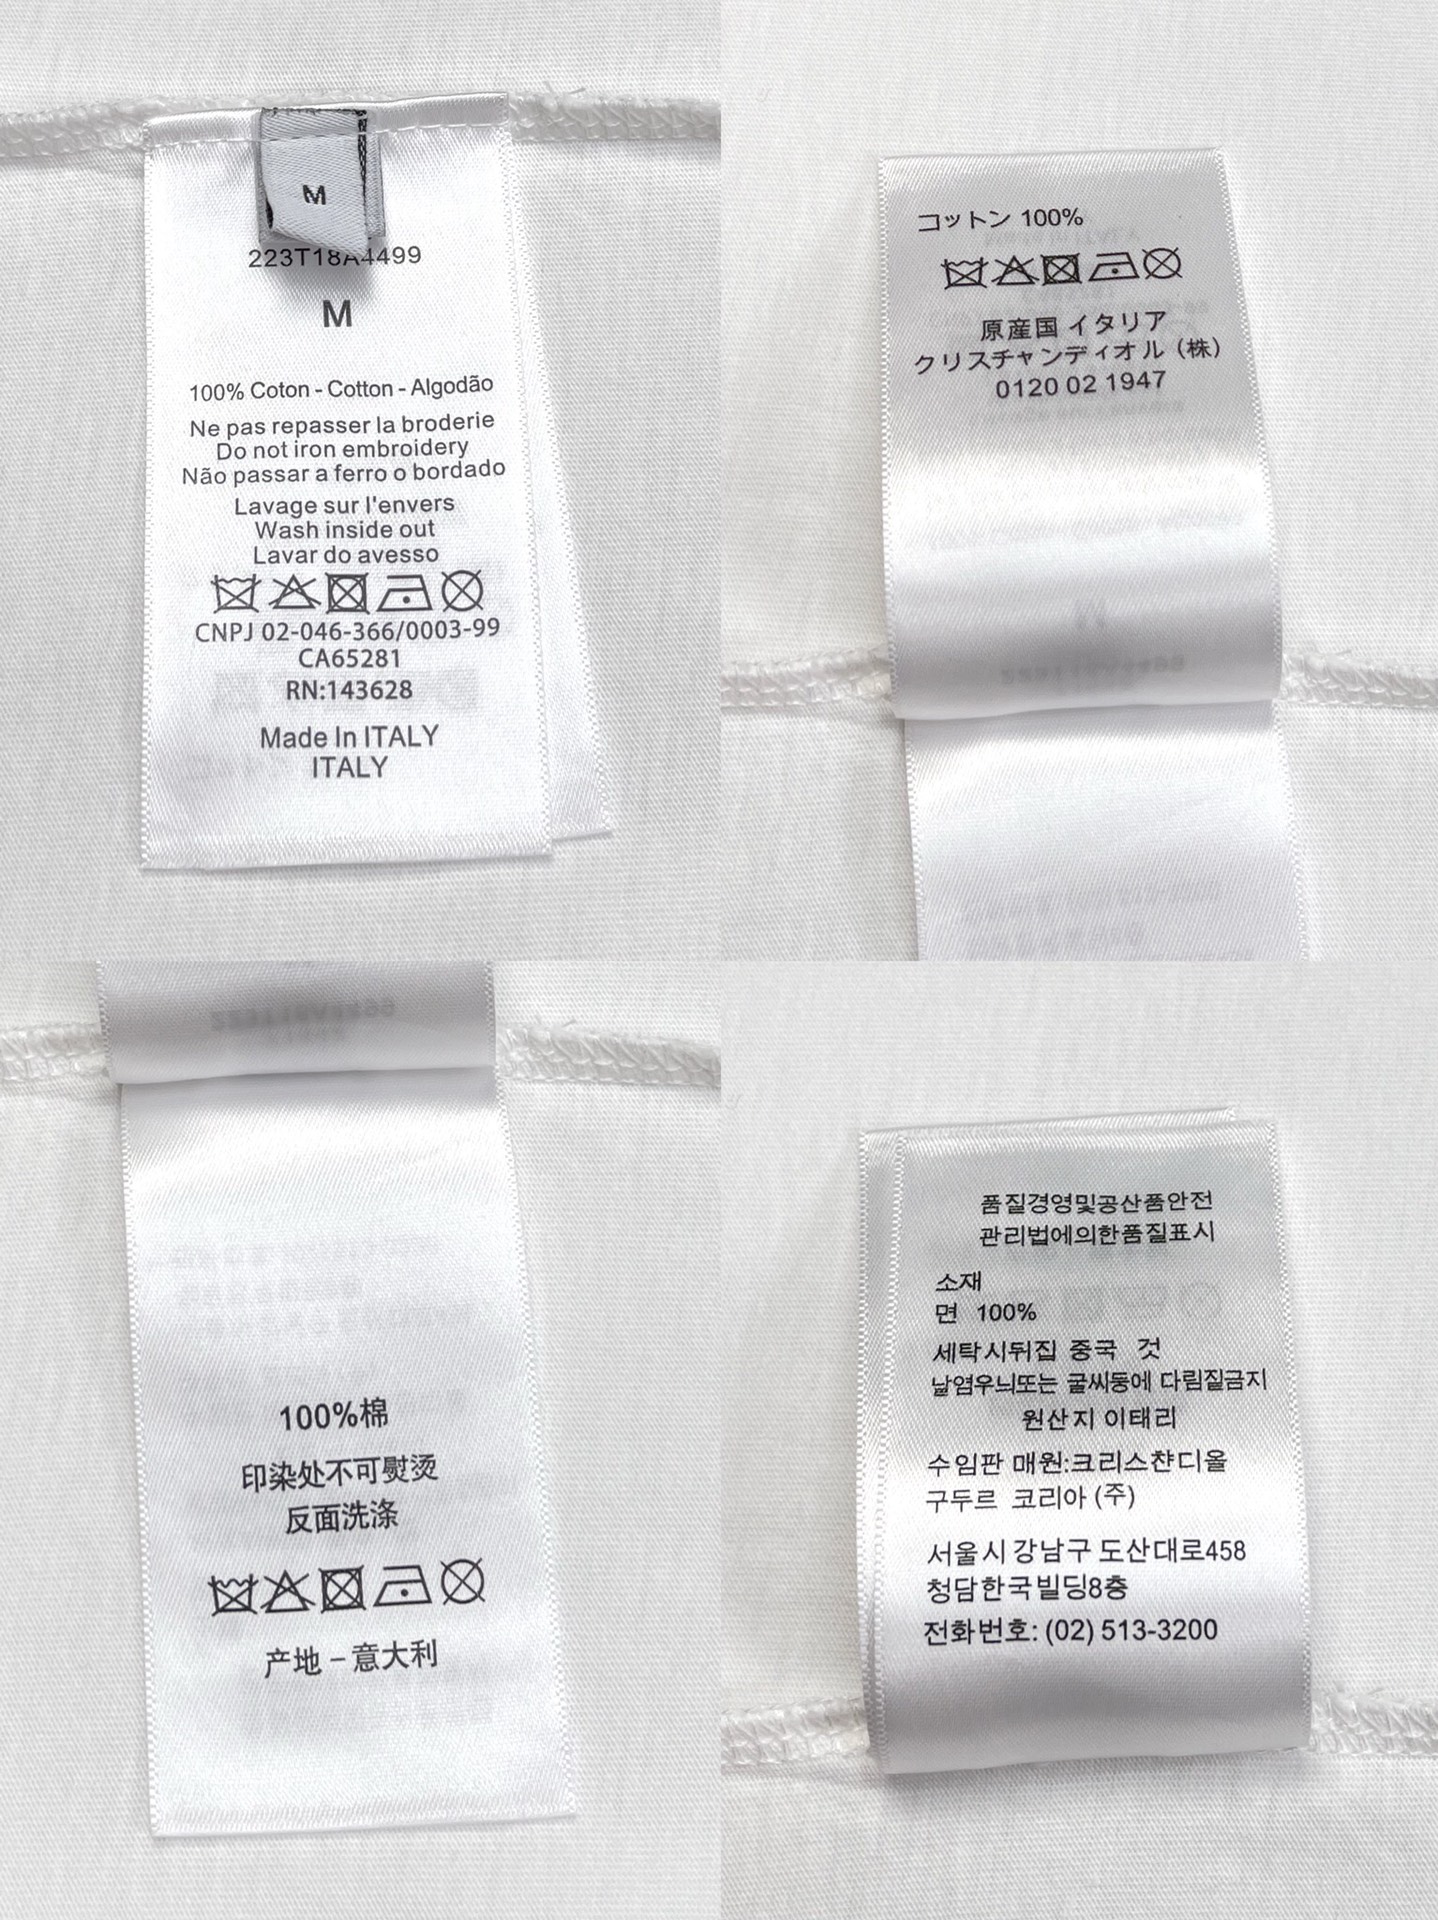 M
223T18A4499
M
100% Coton - Cotton - Algodão
Ne pas repasser la broderie
Do not iron embroidery
Não passar a ferro o bordado
Lavage sur l'envers
Wash inside out
Lavar do avesso
CNPJ 02-046-366/0003-99
CA65281
RN:143628
Made In ITALY
ITALY
コットン 100%
原産国 イタリア
クリスチャンディオル（株）
0120 02 1947
100%棉
印染处不可熨烫
反面洗涤
产地 – 意大利
품질경영및공산품안전
관리법에의한품질표시
소재
면 100%
세탁시뒤집 중국 것
날염우늬또는 굴씨둥에 다림질금지
원산지 이태리
수임판 매원:크리스챤디올
구두르 코리아 (주)
서울시 강남구 도산대로458
청담한국빌딩8층
전화번호: (02) 513-3200